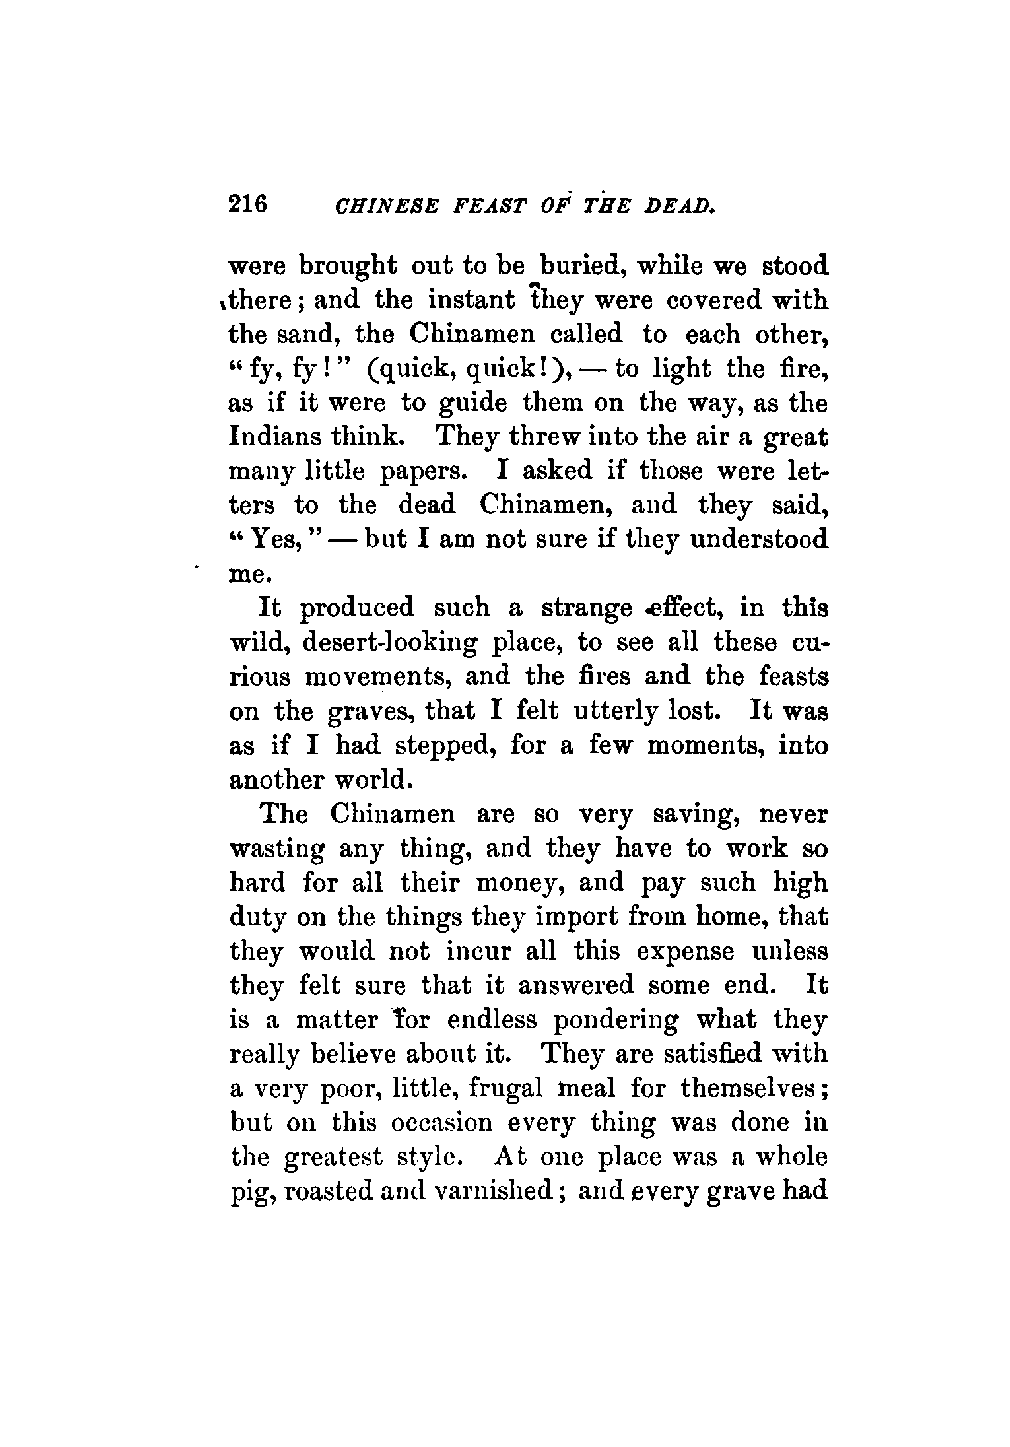 216 CHINESE FEAST OF THE DEAD.
were brought out to be buried, while we stood
there; and the instant they were covered with
the sand, the Chinamen called to each other,
“fy, fy!” (quick, quick!), — to light the fire,
as if it were to guide them on the way, as the
Indians think. They threw into the air a great
many little papers. I asked if those were let-
ters to the dead Chinamen, and they said,
“Yes,” — but I am not sure if they understood
me.
It produced such a strange effect, in this
wild, desert-looking place, to see all these cu-
rious movements, and the fires and the feasts
on the graves, that I felt utterly lost. It was
as if I had stepped, for a few moments, into
another world.
The Chinamen are so very saving, never
wasting any thing, and they have to work so
hard for all their money, and pay such high
duty on the things they import from home, that
they would not incur all this expense unless
they felt sure that it answered some end. It
is a matter for endless pondering what they
really believe about it. They are satisfied with
a very poor, little, frugal meal for themselves;
but on this occasion every thing was done in
the greatest style. At one place was a whole
pig, roasted and varnished; and every grave had